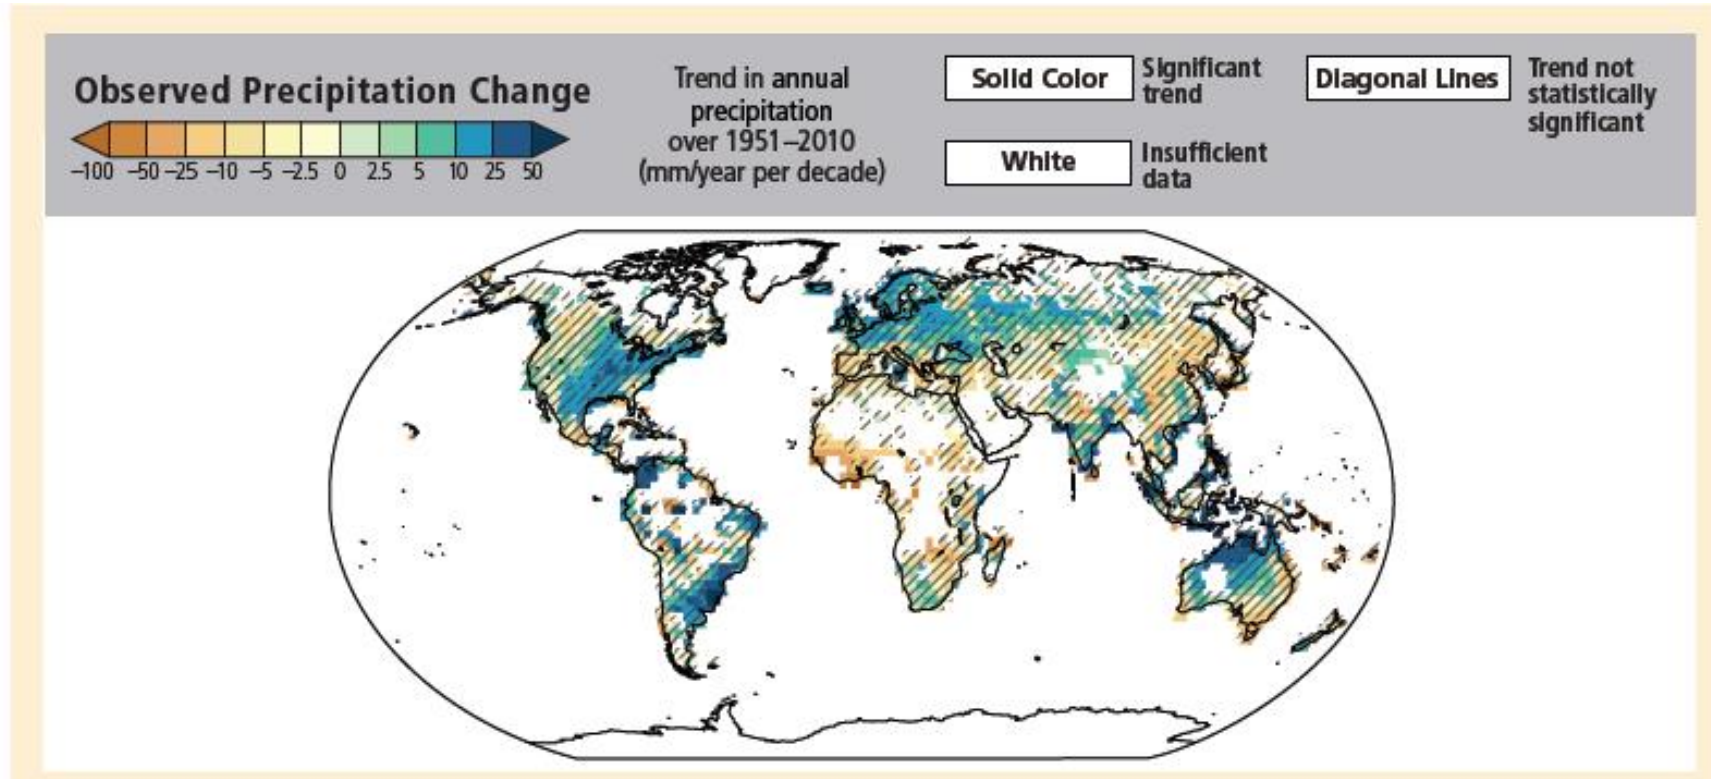 Observed Precipitation Change
–100 –50 –25 –10 –5 –2.5 0 2.5 5 10 25 50
Trend in annual
precipitation
over 1951–2010
(mm/year per decade)
Solid Color
Significant
trend
White
Insufficient
data
Diagonal Lines
Trend not
statistically
significant